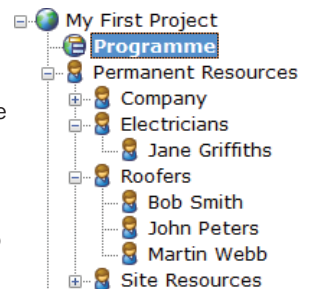 My First Project
Programme
Permanent Resources
Company
e
Electricians
Jane Griffiths
Roofers
Bob Smith
John Peters
Martin Webb
Site Resources